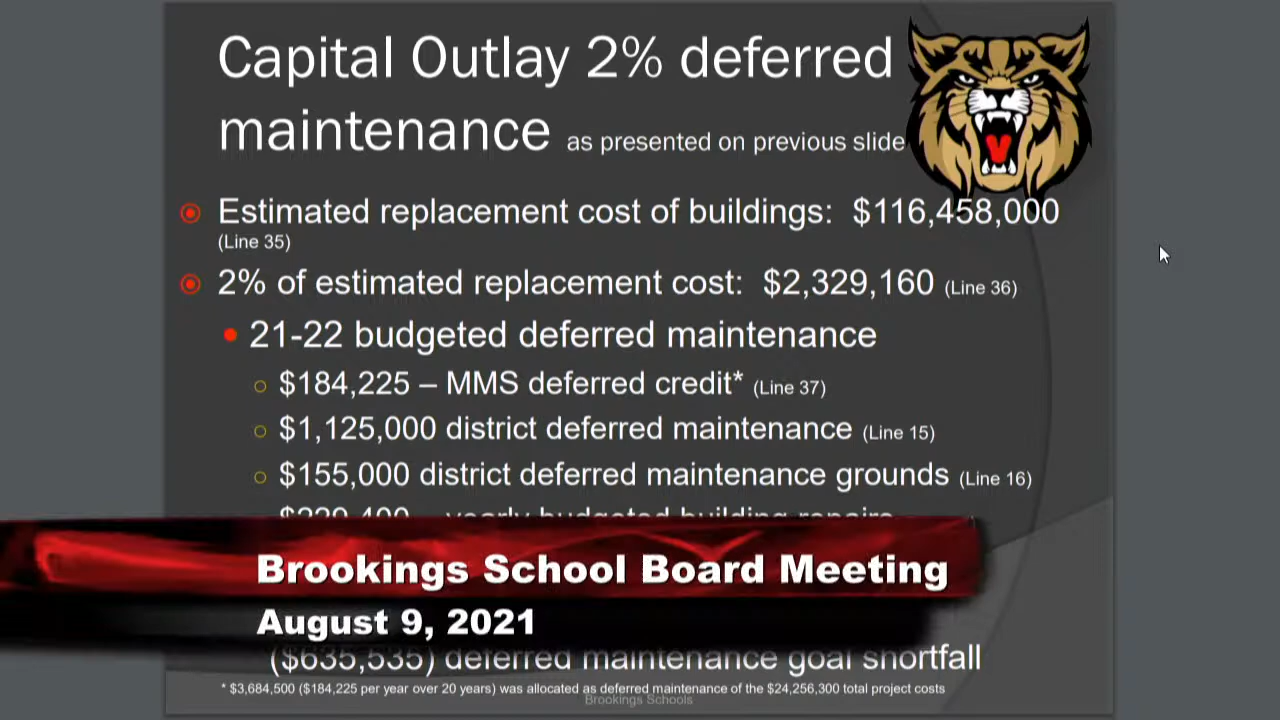 Capital Outlay 2% deferred
maintenance as presented on previous slide
Estimated replacement cost of buildings: $116,458,000
(Line 35)
2% of estimated replacement cost: $2,329,160 (Line 36)
21-22 budgeted deferred maintenance
$184,225 – MMS deferred credit* (Line 37)
$1,125,000 district deferred maintenance (Line 15)
$155,000 district deferred maintenance grounds (Line 16)
yearly budgeted building repairs
Brookings School Board Meeting
August 9, 2021
($635,535) deferred maintenance goal shortfall
* $3,684,500 ($184,225 per year over 20 years) was allocated as deferred maintenance of the $24,256,300 total project costs
Brookings Schools